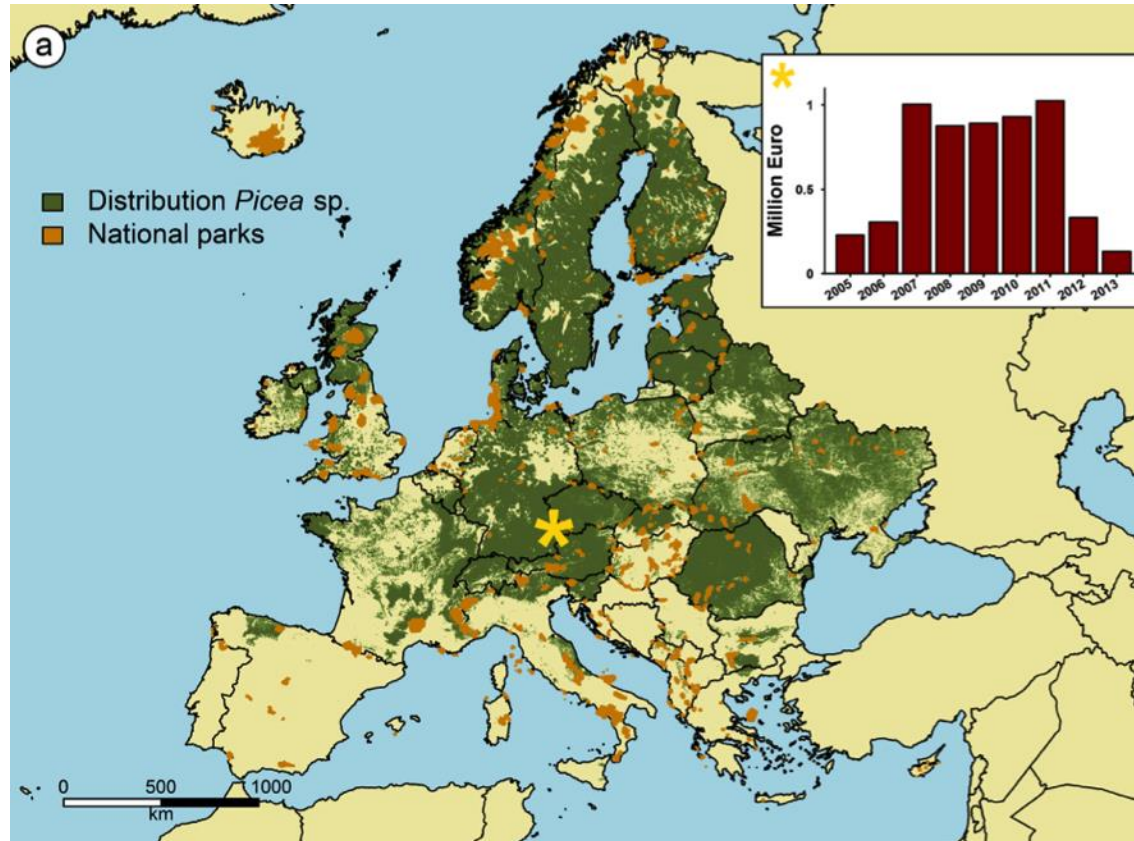 a
Distribution Picea sp.
National parks
0 500 1000
km
*
Million Euro
1
0.5
0
2005 2006 2007 2008 2009 2010 2011 2012 2013
*